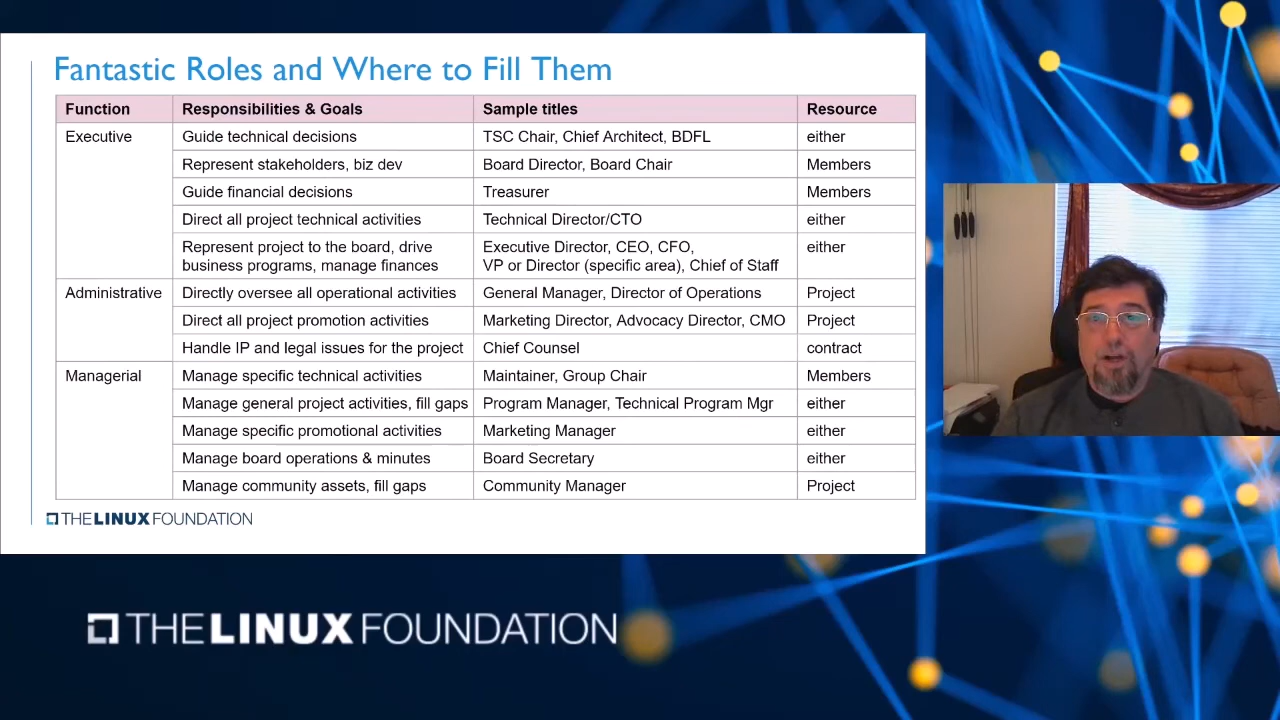 Fantastic Roles and Where to Fill Them
Function Responsibilities & Goals Sample titles Resource
Executive Guide technical decisions TSC Chair, Chief Architect, BDFL either
Represent stakeholders, biz dev Board Director, Board Chair Members
Guide financial decisions Treasurer Members
Direct all project technical activities Technical Director/CTO either
Represent project to the board, drive Executive Director, CEO, CFO, either
business programs, manage finances VP or Director (specific area), Chief of Staff
Administrative Directly oversee all operational activities General Manager, Director of Operations Project
Direct all project promotion activities Marketing Director, Advocacy Director, CMO Project
Handle IP and legal issues for the project Chief Counsel contract
Managerial Manage specific technical activities Maintainer, Group Chair Members
Manage general project activities, fill gaps Program Manager, Technical Program Mgr either
Manage specific promotional activities Marketing Manager either
Manage board operations & minutes Board Secretary either
Manage community assets, fill gaps Community Manager Project
THE LINUX FOUNDATION
THE LINUX FOUNDATION